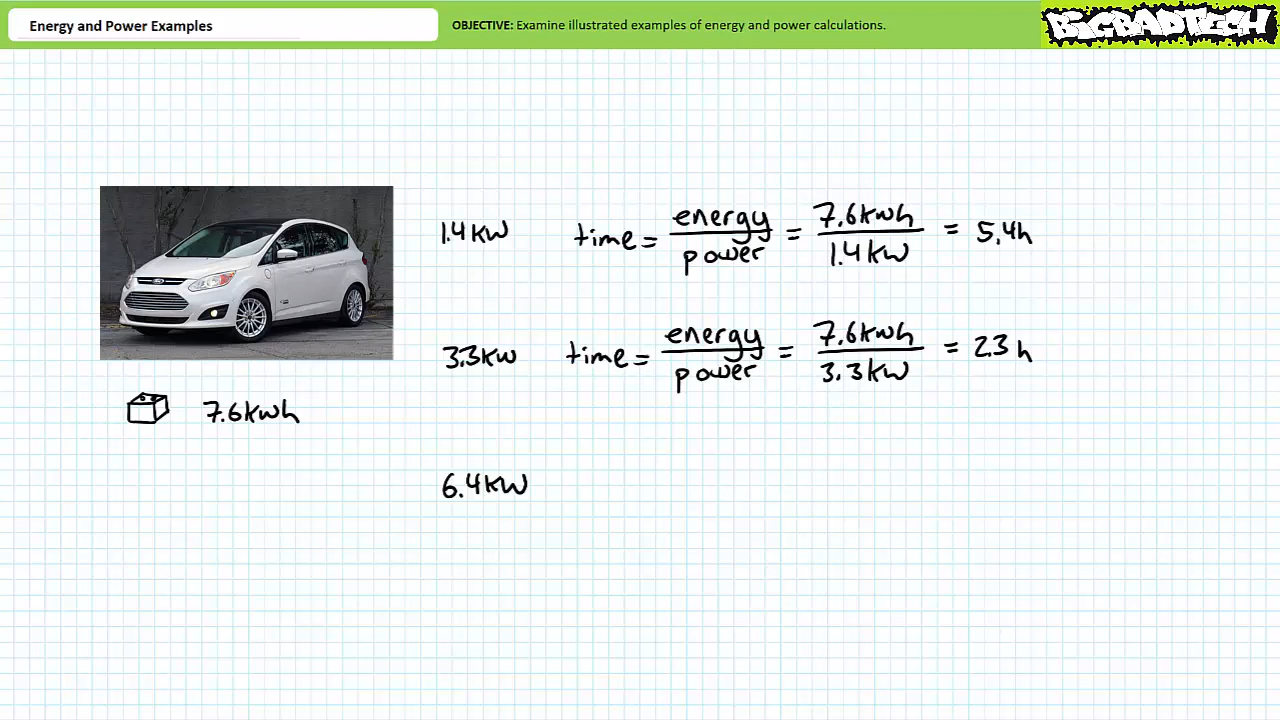 Energy and Power Examples
OBJECTIVE: Examine illustrated examples of energy and power calculations.
BIGBADTECH
1.4kW time = energy/power = 7.6kWh/1.4kW = 5.4h
3.3kW time = energy/power = 7.6kWh/3.3kW = 2.3h
7.6kWh
6.4kW